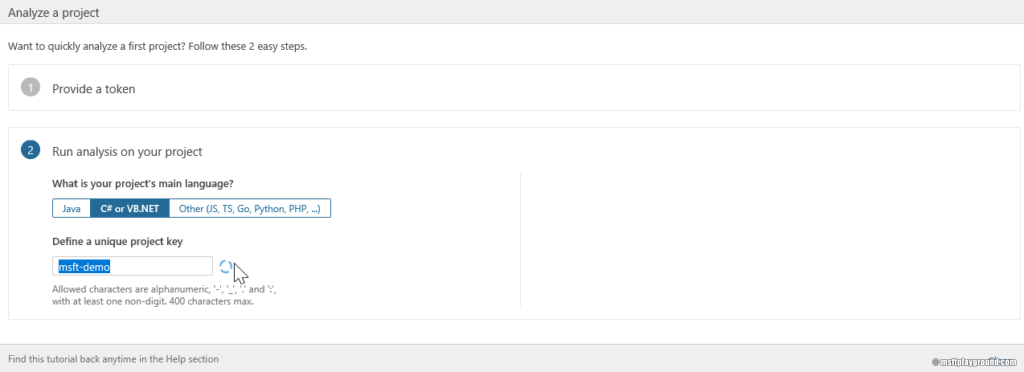 Analyze a project
Want to quickly analyze a first project? Follow these 2 easy steps.
1 Provide a token
2 Run analysis on your project
What is your project's main language?
Java C# or VB.NET Other (JS, TS, Go, Python, PHP, ...)
Define a unique project key
msft-demo
Allowed characters are alphanumeric, '-', '_', '.' and ':',
with at least one non-digit. 400 characters max.
Find this tutorial back anytime in the Help section
@msftplayground.com